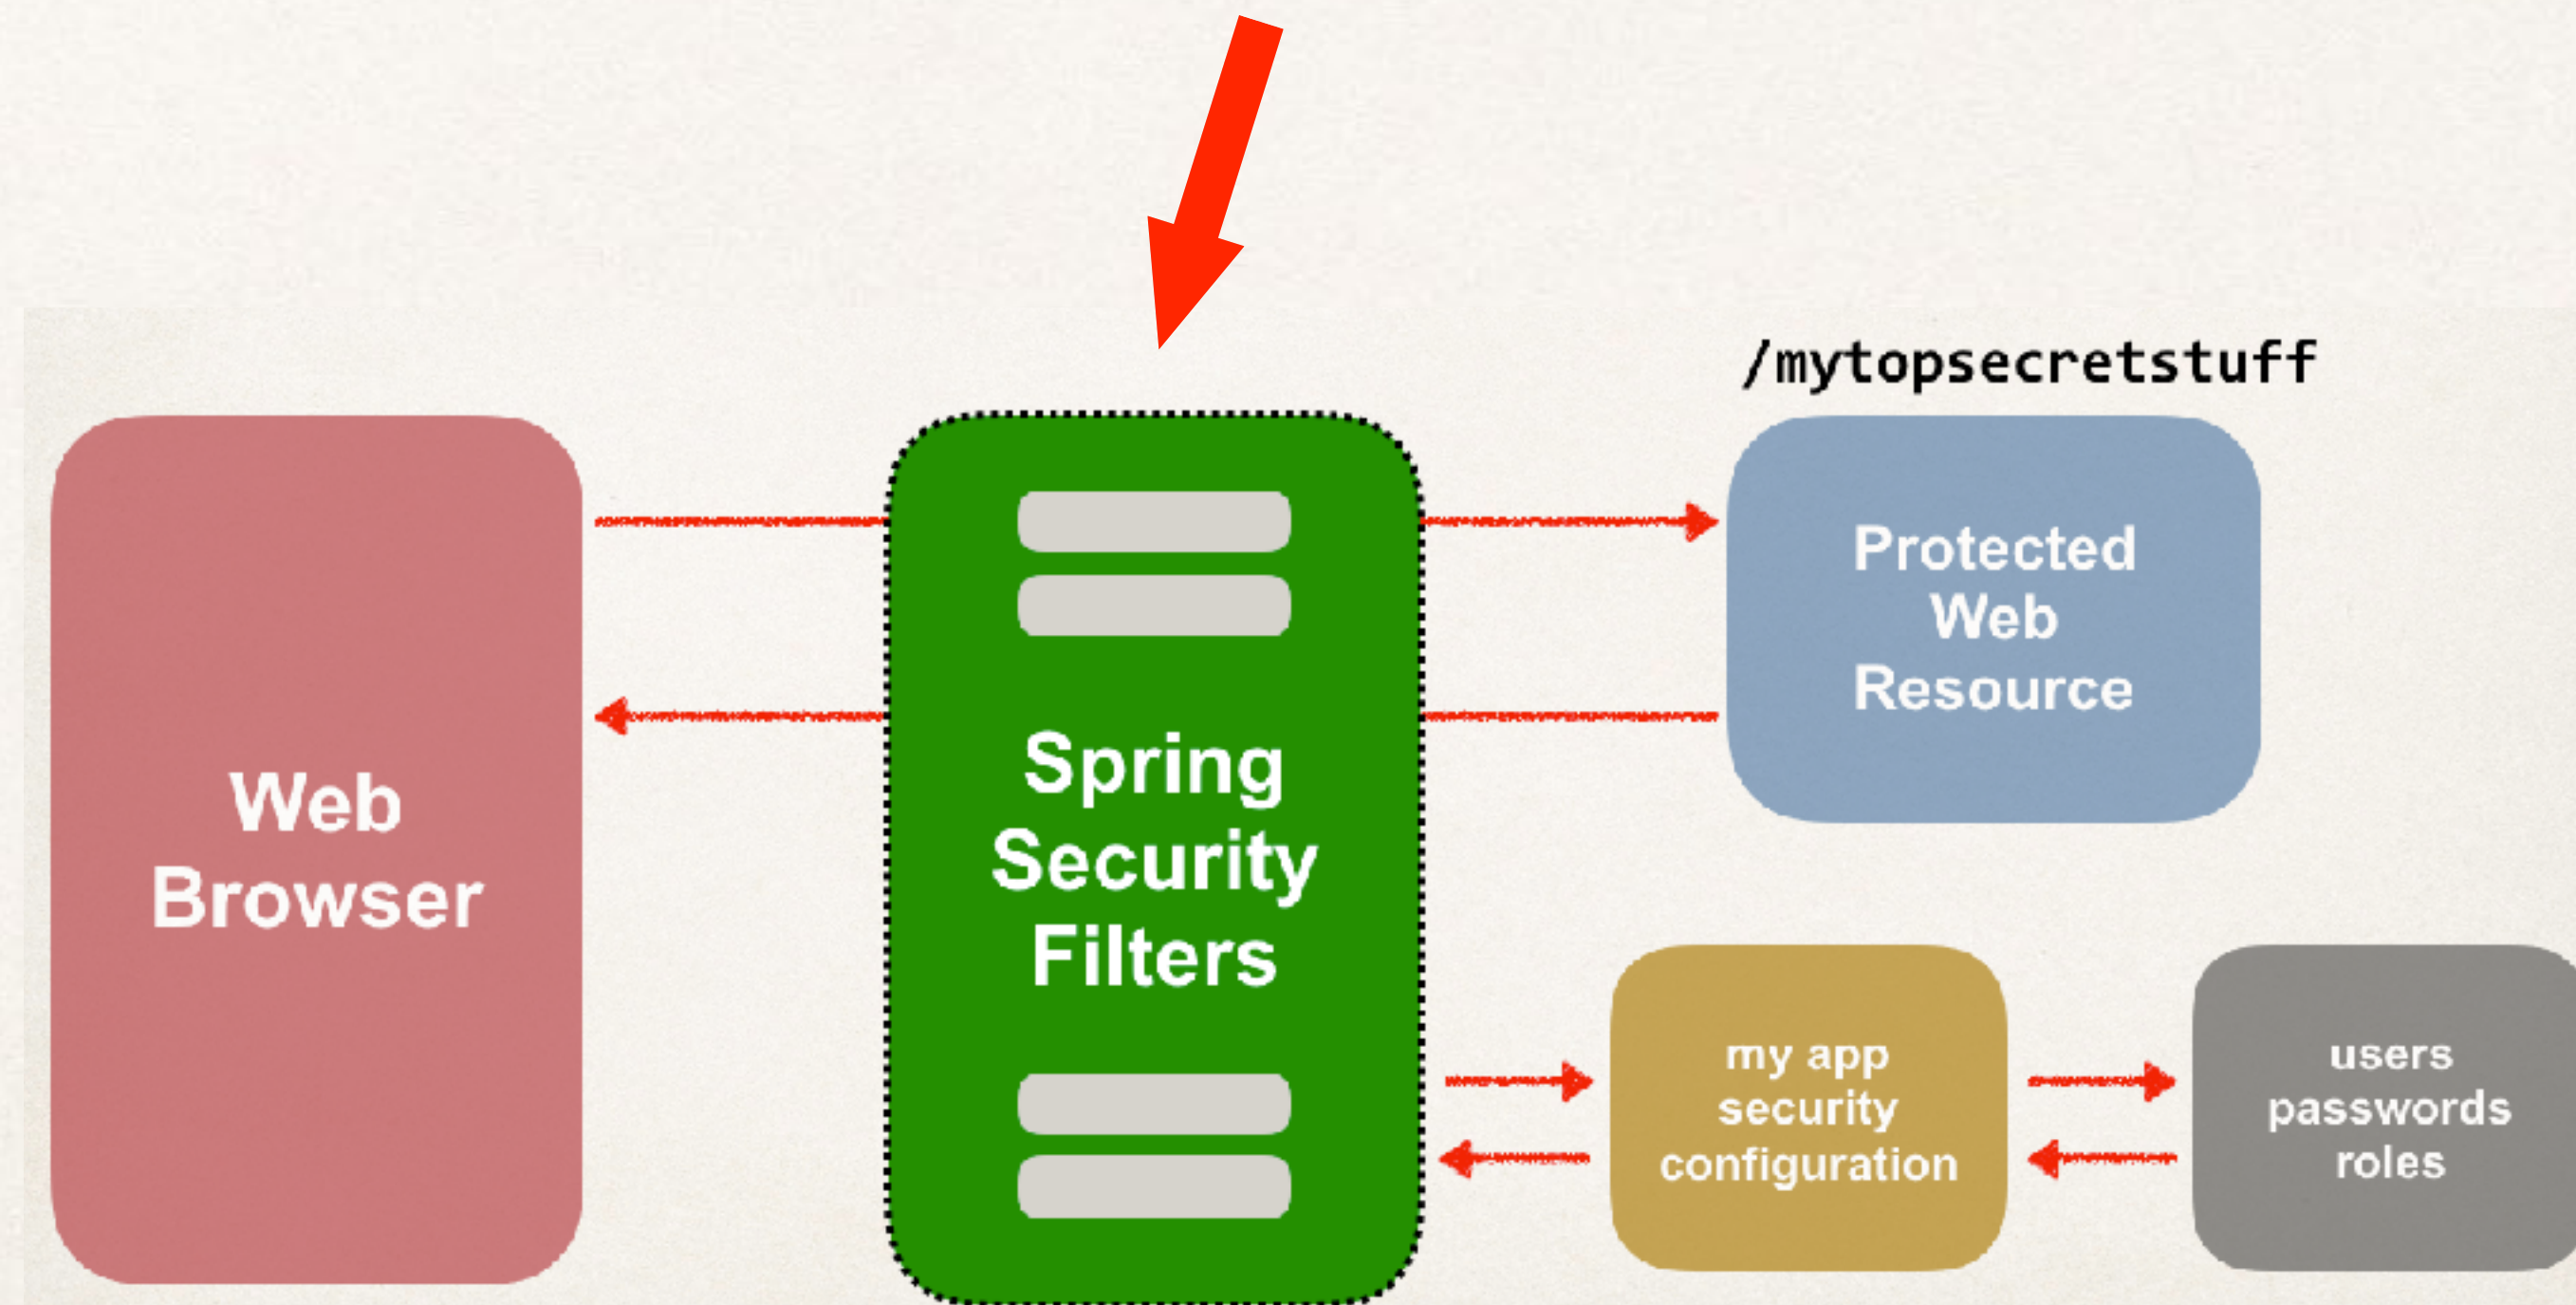 /mytopsecretstuff
Web
Browser
Spring
Security
Filters
Protected
Web
Resource
my app
security
configuration
users
passwords
roles